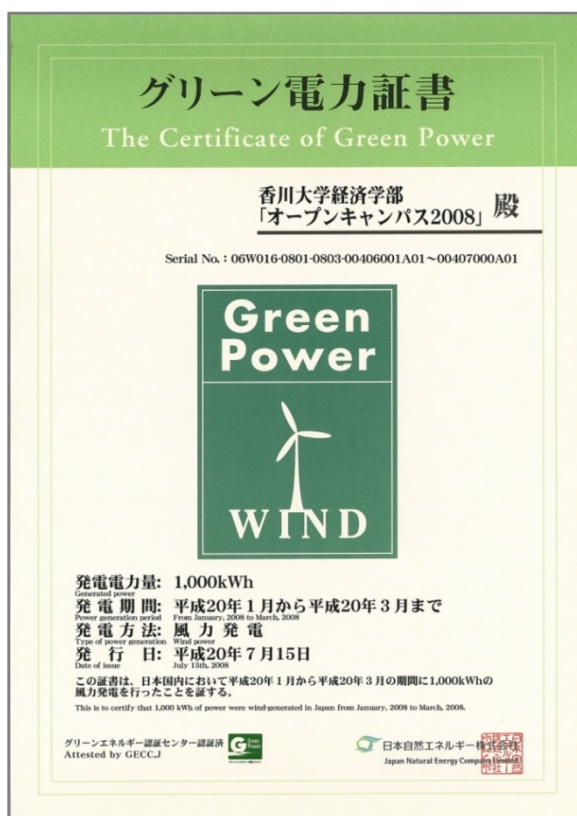 グリーン電力証書
The Certificate of Green Power
香川大学経済学部
「オープンキャンパス2008」 殿
Serial No.：06W016-0801-0803-00406001A01～00407000A01
Green
Power
WIND
発電電力量: 1,000kWh
Generated power
発電期間: 平成20年1月から平成20年3月まで
Power generation period From January, 2008 to March, 2008
発電方法: 風力発電
Type of power generation Wind power
発行日: 平成20年7月15日
Date of issue July 15th, 2008
この証書は、日本国内において平成20年1月から平成20年3月の期間に1,000kWhの
風力発電を行ったことを証する。
This is to certify that 1,000 kWh of power were wind-generated in Japan from January, 2008 to March, 2008.
グリーンエネルギー認証センター認証済
Attested by GECC,J
Green
Power
日本自然エネルギー株式会社
Japan Natural Energy Company Limited